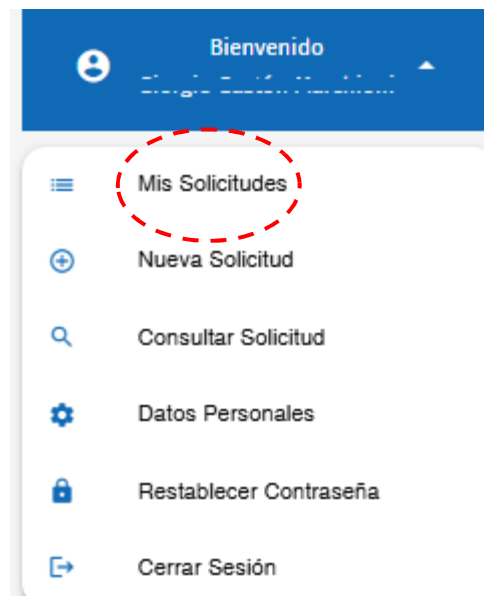 Bienvenido
Mis Solicitudes
Nueva Solicitud
Consultar Solicitud
Datos Personales
Restablecer Contraseña
Cerrar Sesión